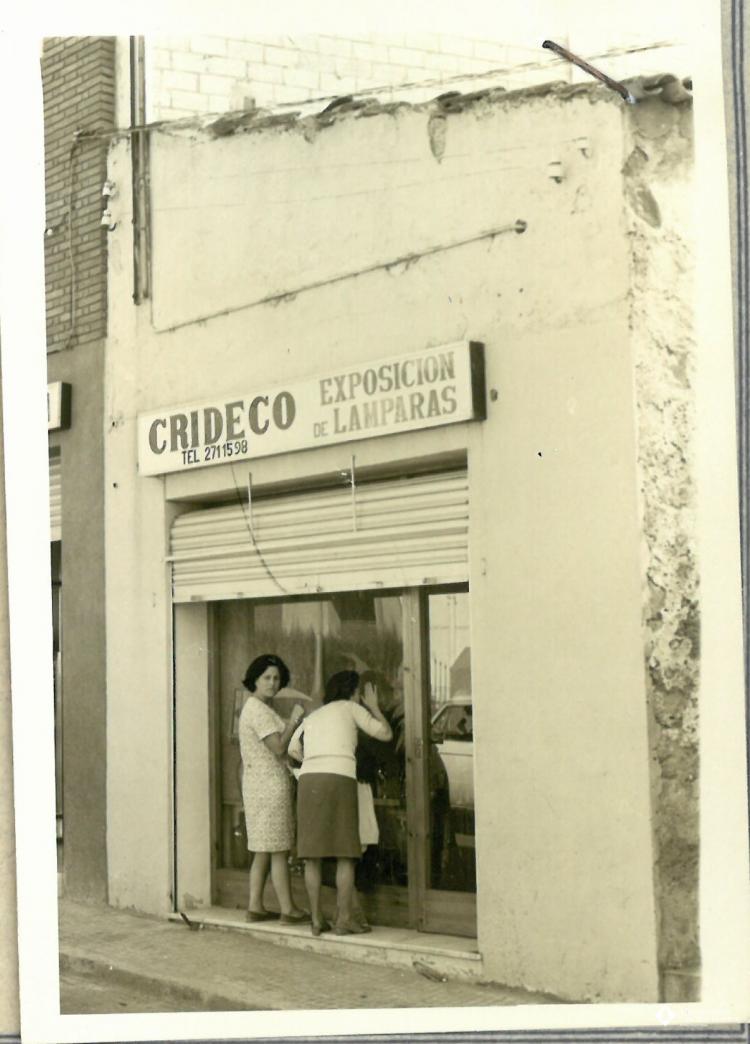 CRIDECO
TEL 2711598
EXPOSICION
DE LAMPARAS